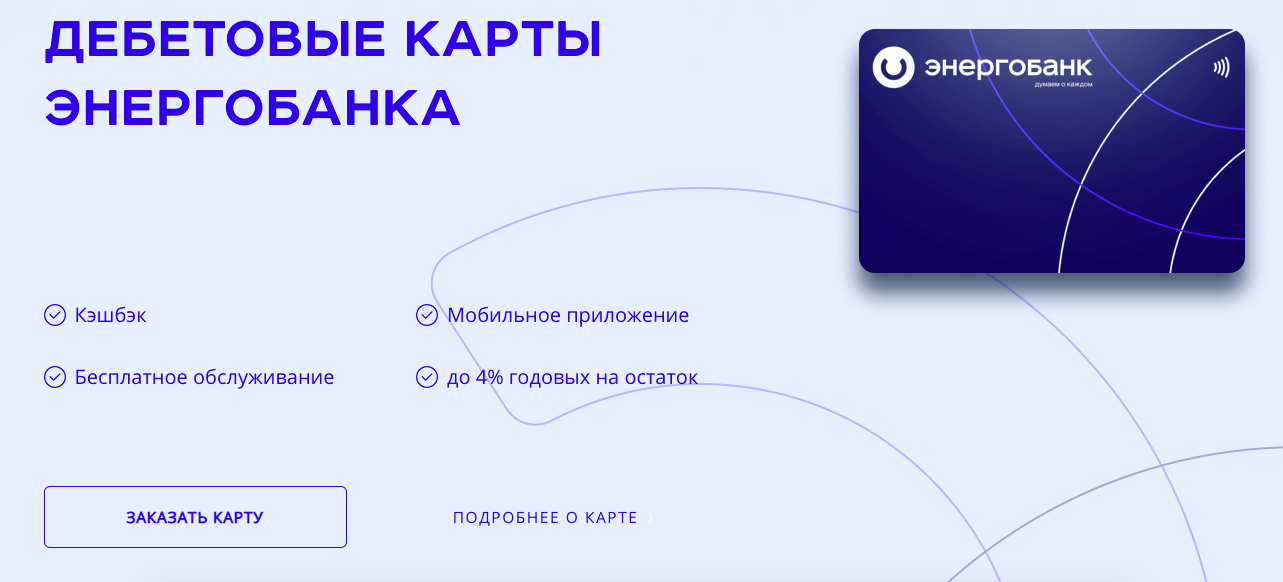 ДЕБЕТОВЫЕ КАРТЫ
ЭНЕРГОБАНКА
энергобанк
думаем о каждом
Кэшбэк
Мобильное приложение
Бесплатное обслуживание
до 4% годовых на остаток
ЗАКАЗАТЬ КАРТУ
ПОДРОБНЕЕ О КАРТЕ